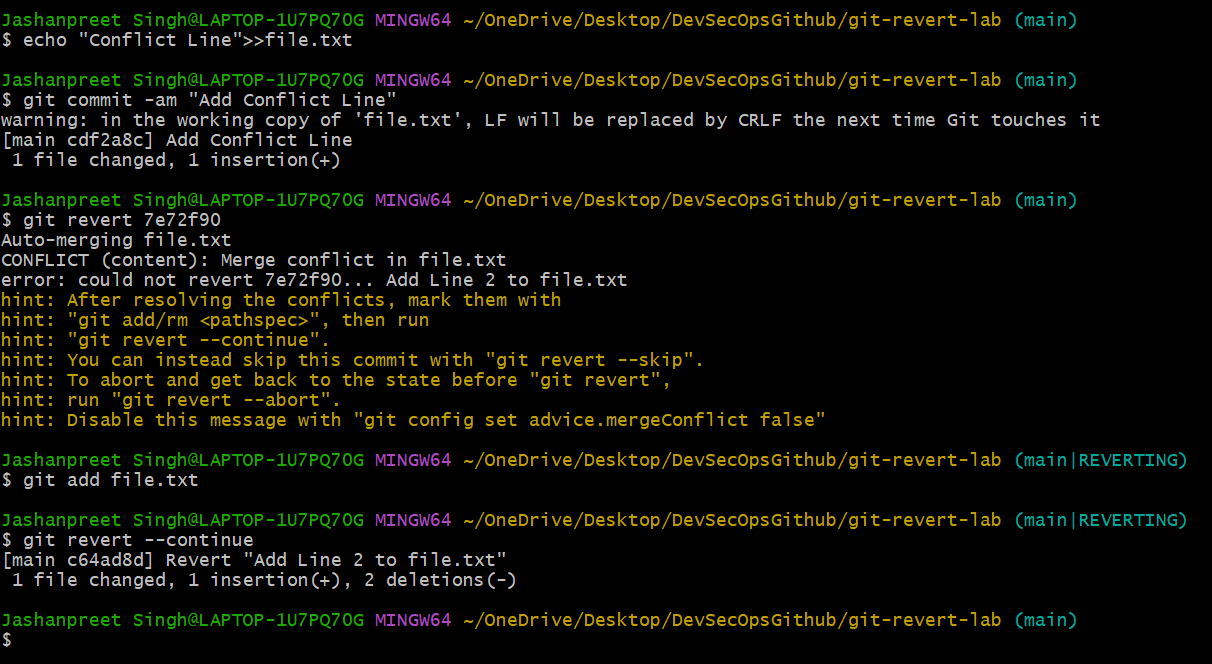 Jashanpreet Singh@LAPTOP-1U7PQ70G MINGW64 ~/OneDrive/Desktop/DevSecOpsGithub/git-revert-lab (main)
$ echo "Conflict Line">>file.txt
Jashanpreet Singh@LAPTOP-1U7PQ70G MINGW64 ~/OneDrive/Desktop/DevSecOpsGithub/git-revert-lab (main)
$ git commit -am "Add Conflict Line"
warning: in the working copy of 'file.txt', LF will be replaced by CRLF the next time Git touches it
[main cdf2a8c] Add Conflict Line
 1 file changed, 1 insertion(+)
Jashanpreet Singh@LAPTOP-1U7PQ70G MINGW64 ~/OneDrive/Desktop/DevSecOpsGithub/git-revert-lab (main)
$ git revert 7e72f90
Auto-merging file.txt
CONFLICT (content): Merge conflict in file.txt
error: could not revert 7e72f90... Add Line 2 to file.txt
hint: After resolving the conflicts, mark them with
hint: "git add/rm <pathspec>", then run
hint: "git revert --continue".
hint: You can instead skip this commit with "git revert --skip".
hint: To abort and get back to the state before "git revert",
hint: run "git revert --abort".
hint: Disable this message with "git config set advice.mergeConflict false"
Jashanpreet Singh@LAPTOP-1U7PQ70G MINGW64 ~/OneDrive/Desktop/DevSecOpsGithub/git-revert-lab (main|REVERTING)
$ git add file.txt
Jashanpreet Singh@LAPTOP-1U7PQ70G MINGW64 ~/OneDrive/Desktop/DevSecOpsGithub/git-revert-lab (main|REVERTING)
$ git revert --continue
[main c64ad8d] Revert "Add Line 2 to file.txt"
 1 file changed, 1 insertion(+), 2 deletions(-)
Jashanpreet Singh@LAPTOP-1U7PQ70G MINGW64 ~/OneDrive/Desktop/DevSecOpsGithub/git-revert-lab (main)
$